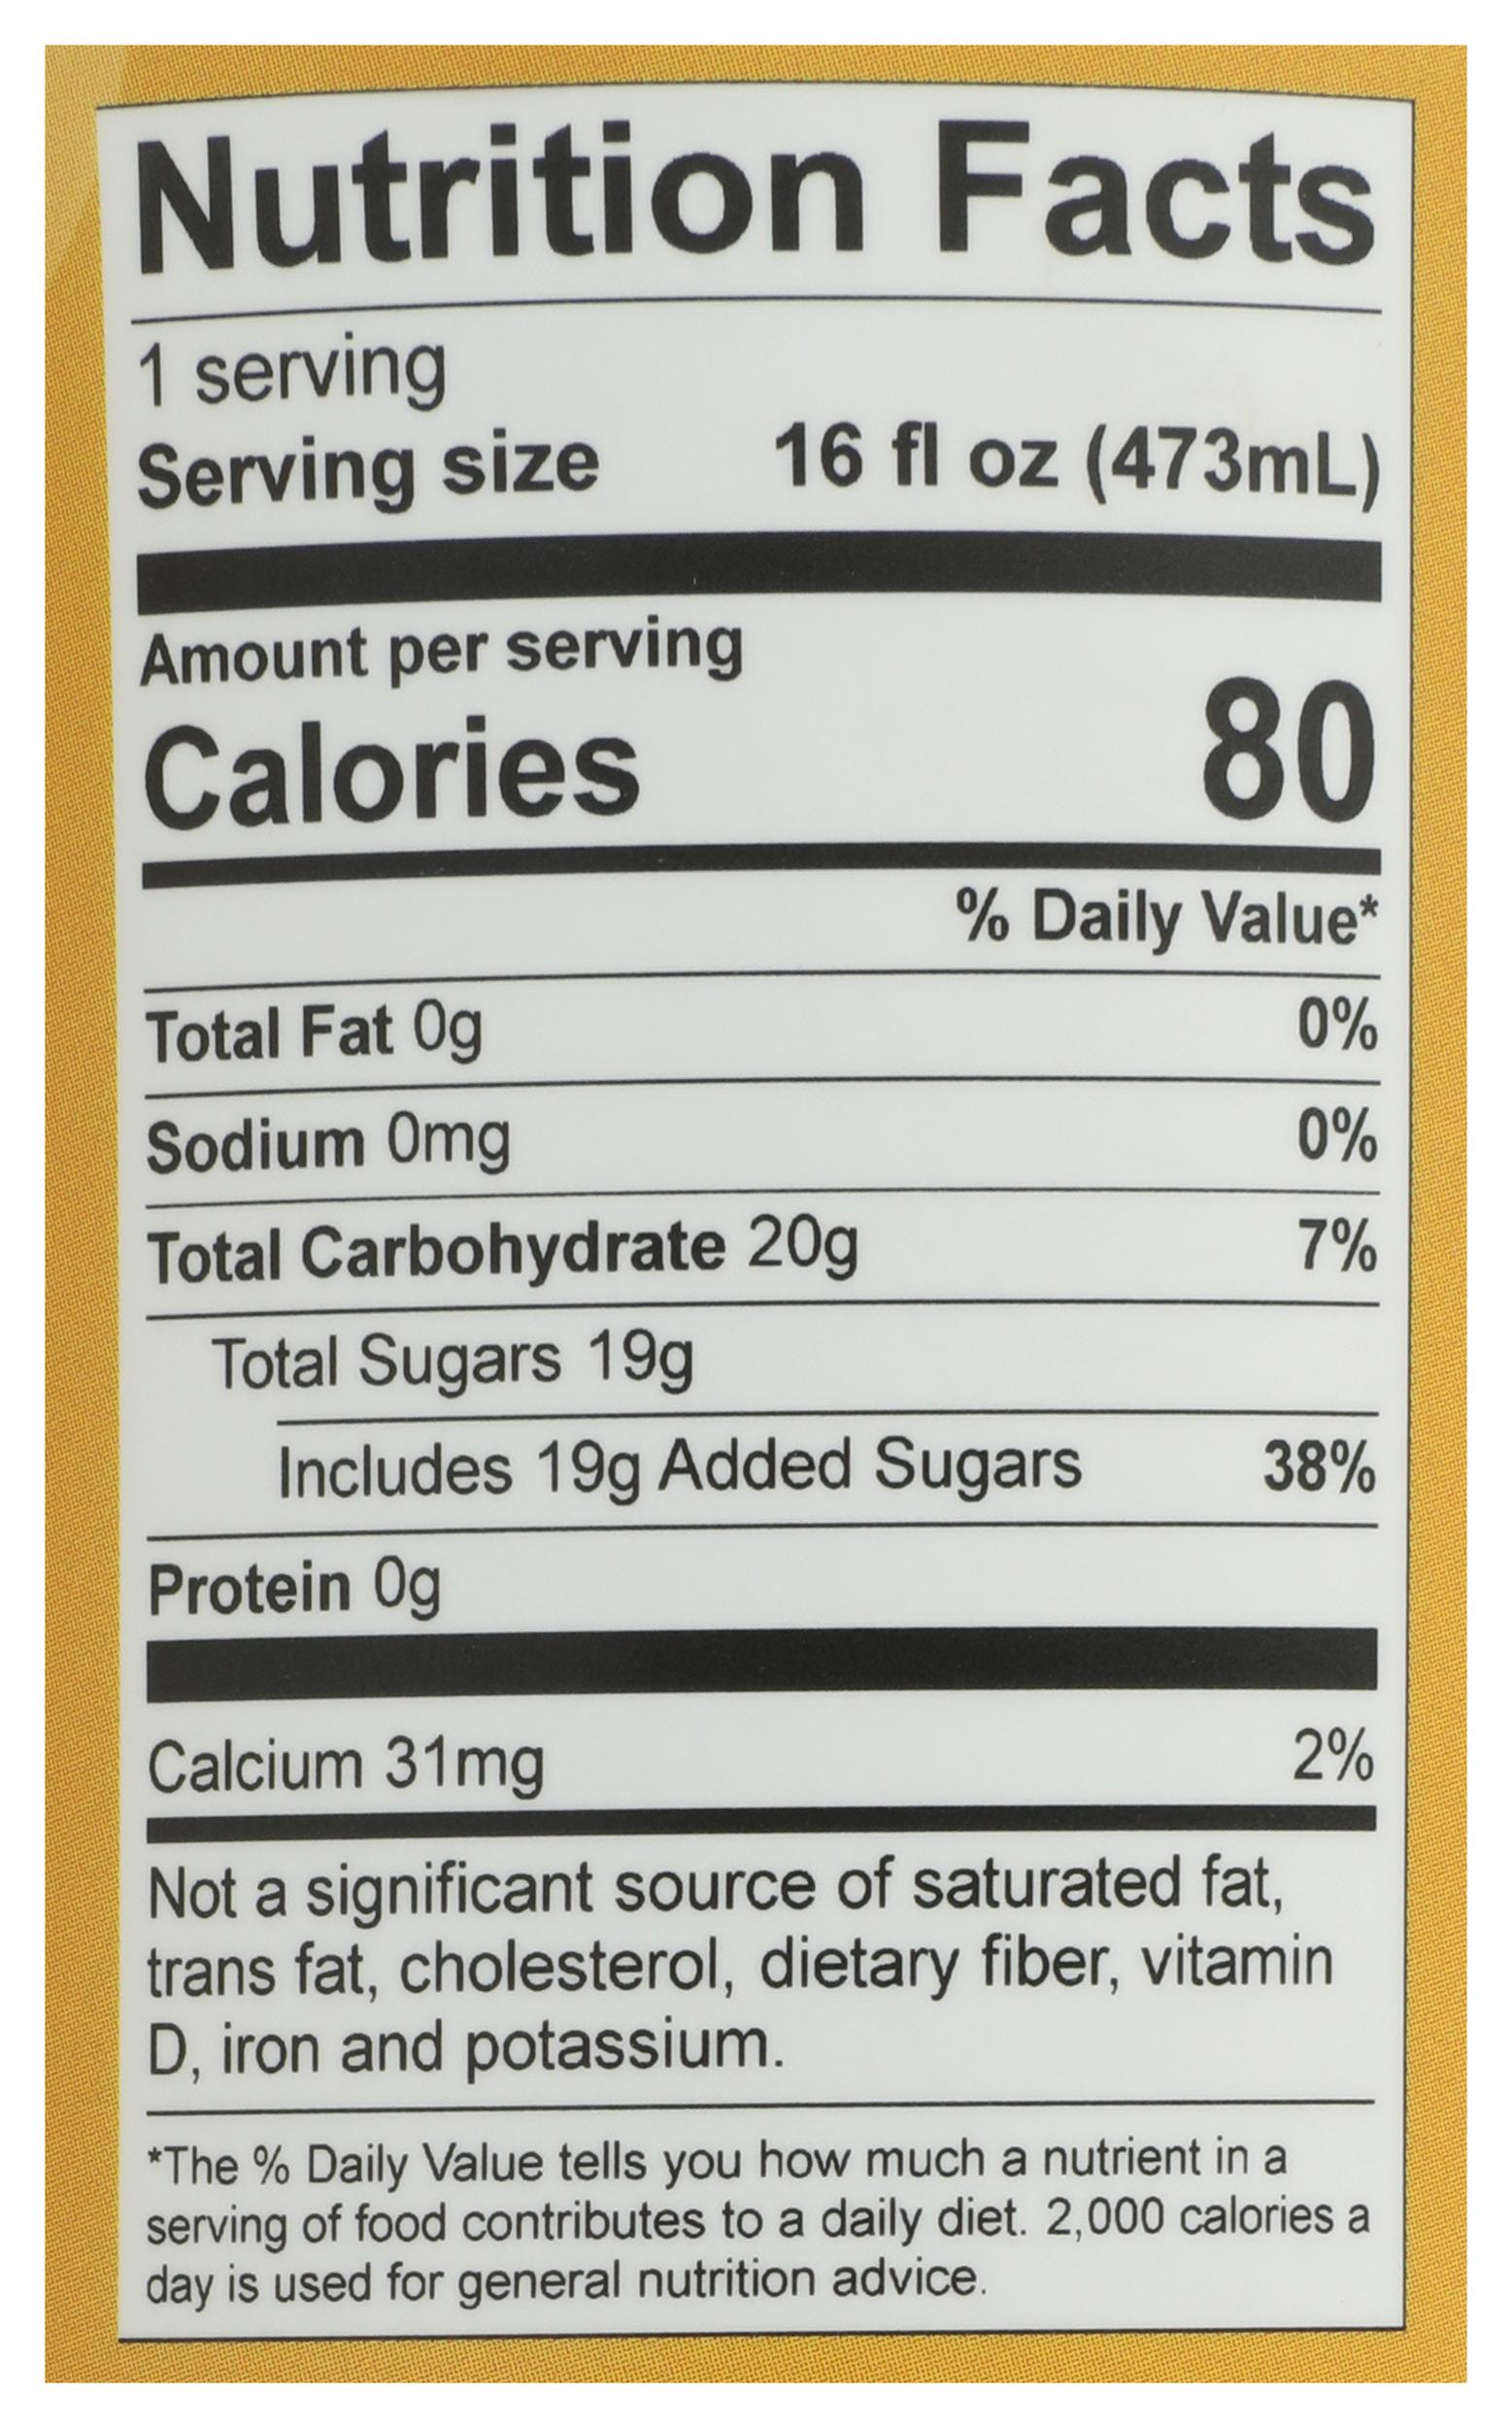 Nutrition Facts
1 serving
Serving size 16 fl oz (473mL)
Amount per serving
Calories 80
% Daily Value*
Total Fat 0g 0%
Sodium 0mg 0%
Total Carbohydrate 20g 7%
Total Sugars 19g
Includes 19g Added Sugars 38%
Protein 0g
Calcium 31mg 2%
Not a significant source of saturated fat,
trans fat, cholesterol, dietary fiber, vitamin
D, iron and potassium.
*The % Daily Value tells you how much a nutrient in a
serving of food contributes to a daily diet. 2,000 calories a
day is used for general nutrition advice.